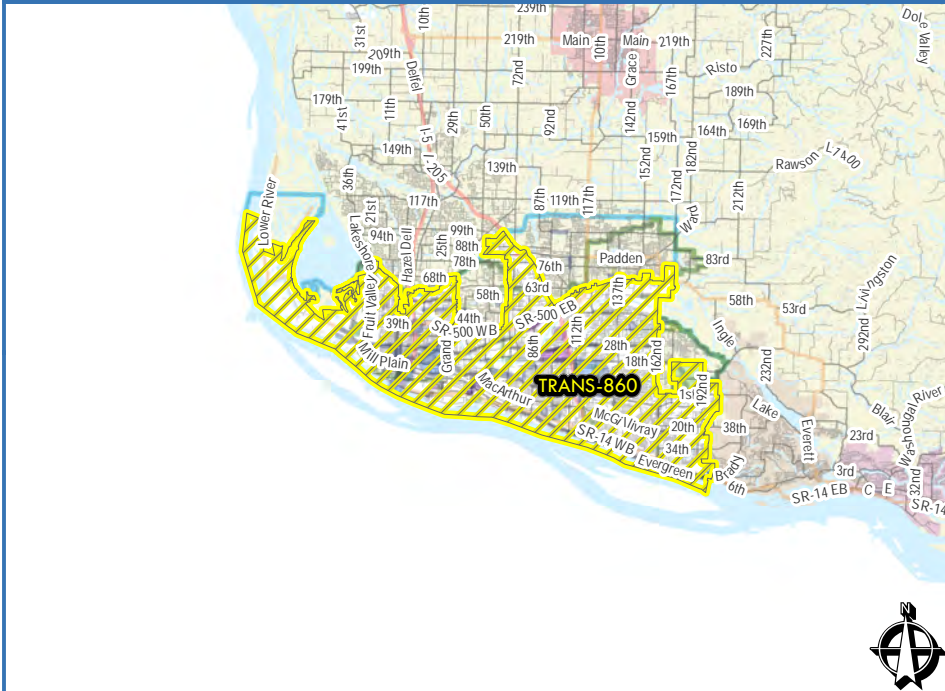 239th
10th
31st
209th
199th
Delfel
219th
Main
10th
Main
219th
227th
Dole Valley
72nd
Grace
167th
Risto
189th
179th
41st
11th
29th
50th
92nd
142nd
159th
164th
169th
149th
I-5
I-205
139th
152nd
182nd
Rawson
L-1400
36th
117th
87th
119th
117th
172nd
212th
Ward
Lower River
Lakeshore
21st
94th
Hazel Dell
25th
99th
88th
78th
76th
Padden
83rd
68th
58th
63rd
137th
58th
53rd
Livingston
292nd
Fruit Valley
39th
44th
SR-500 WB
SR-500 EB
112th
86th
28th
18th
162nd
Ingle
232nd
Mill Plain
Grand
MacArthur
TRANS-860
1st
192nd
Lake
Blair
McGillivray
20th
38th
Everett
23rd
Washougal River
SR-14 WB
34th
Evergreen
Brady
6th
3rd
SR-14 EB
C
E
32nd
SR-14
N